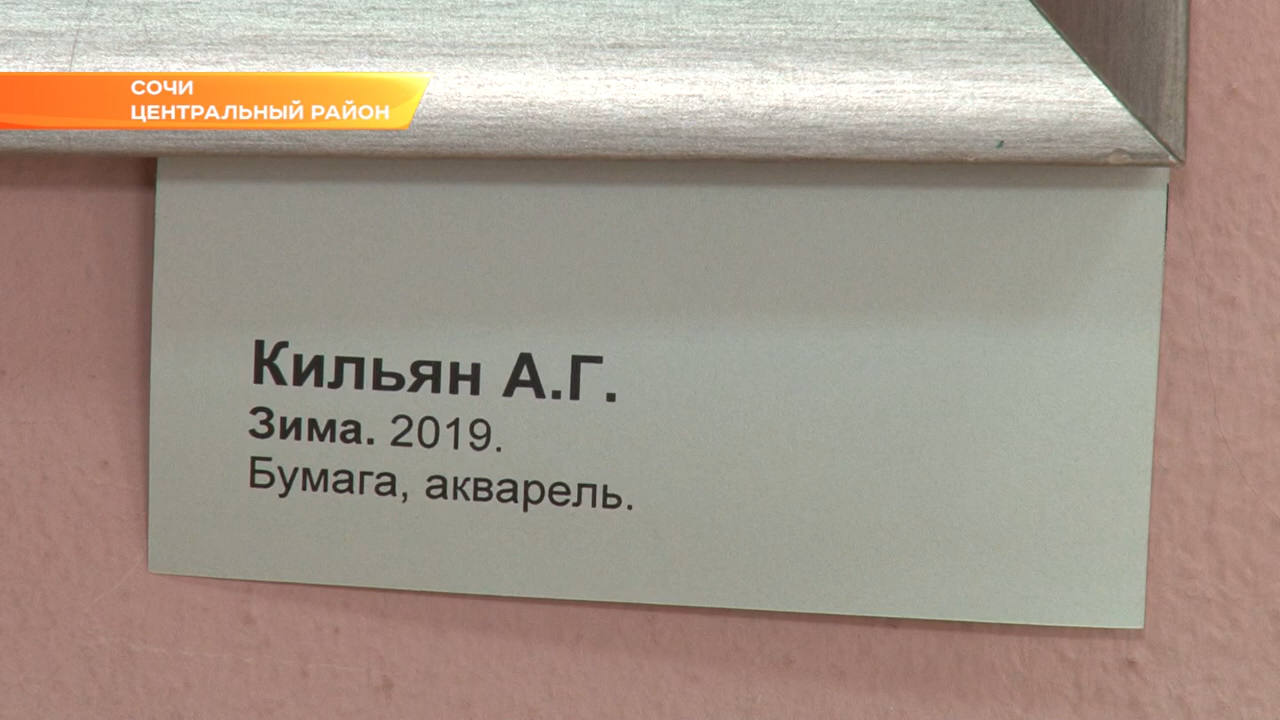 СОЧИ
ЦЕНТРАЛЬНЫЙ РАЙОН
Кильян А.Г.
Зима. 2019.
Бумага, акварель.